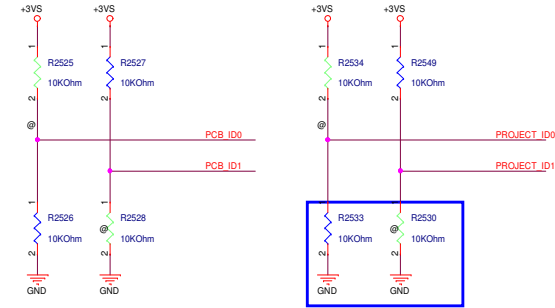 +3VS +3VS +3VS +3VS
1 1 1 1
R2525 R2527 R2534 R2549
10KOhm 10KOhm 10KOhm 10KOhm
2 2 2 2
@ @
PCB_ID0 PROJECT_ID0
PCB_ID1 PROJECT_ID1
1 1 1 1
R2526 R2528 R2533 R2530
@ @
10KOhm 10KOhm 10KOhm 10KOhm
2 2 2 2
GND GND GND GND